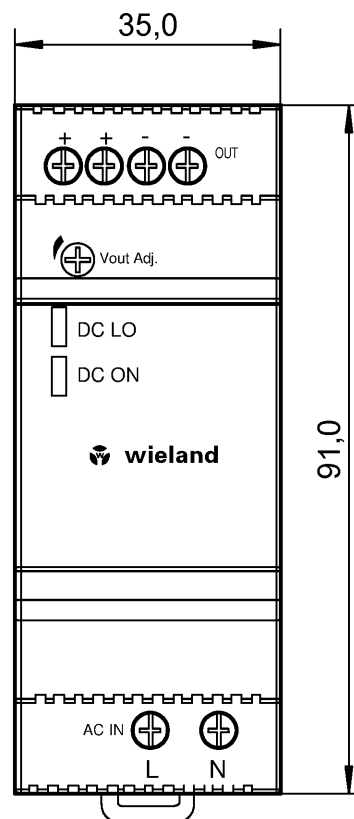 35,0
+ + - -
OUT
Vout Adj.
DC LO
DC ON
wieland
91,0
AC IN
L N